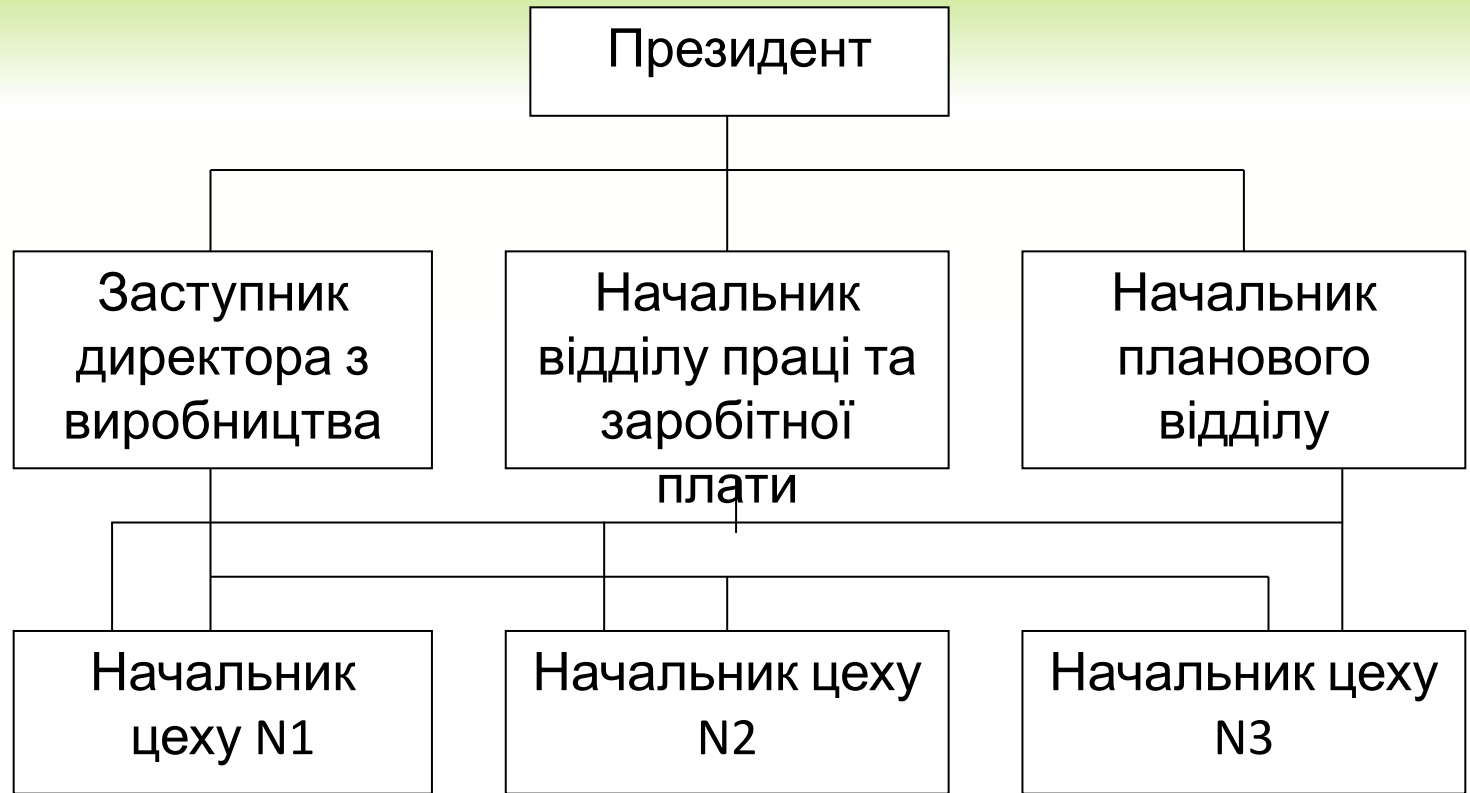 Президент
Заступник
директора з
виробництва
Начальник
відділу праці та
заробітної
плати
Начальник
планового
відділу
Начальник
цеху N1
Начальник цеху
N2
Начальник цеху
N3